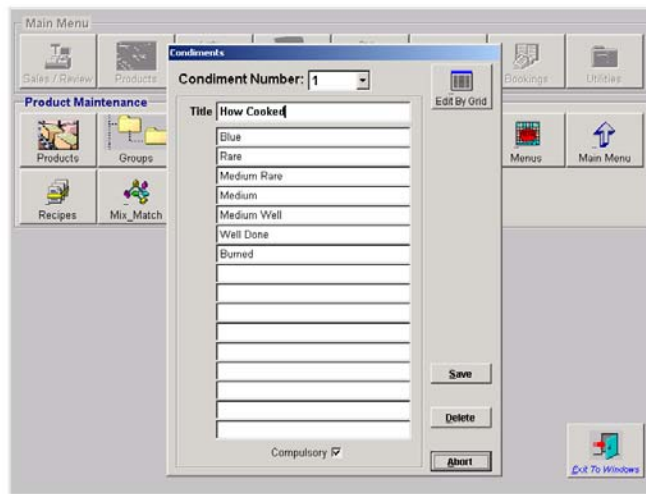 Main Menu
Sales / Review
Products
Bookings
Utilities
Product Maintenance
Products
Groups
Menus
Main Menu
Recipes
Mix_Match
Condiments
Condiment Number: 1
Edit By Grid
Title How Cooked
Blue
Rare
Medium Rare
Medium
Medium Well
Well Done
Burned
Save
Delete
Compulsory
Abort
Exit To Windows